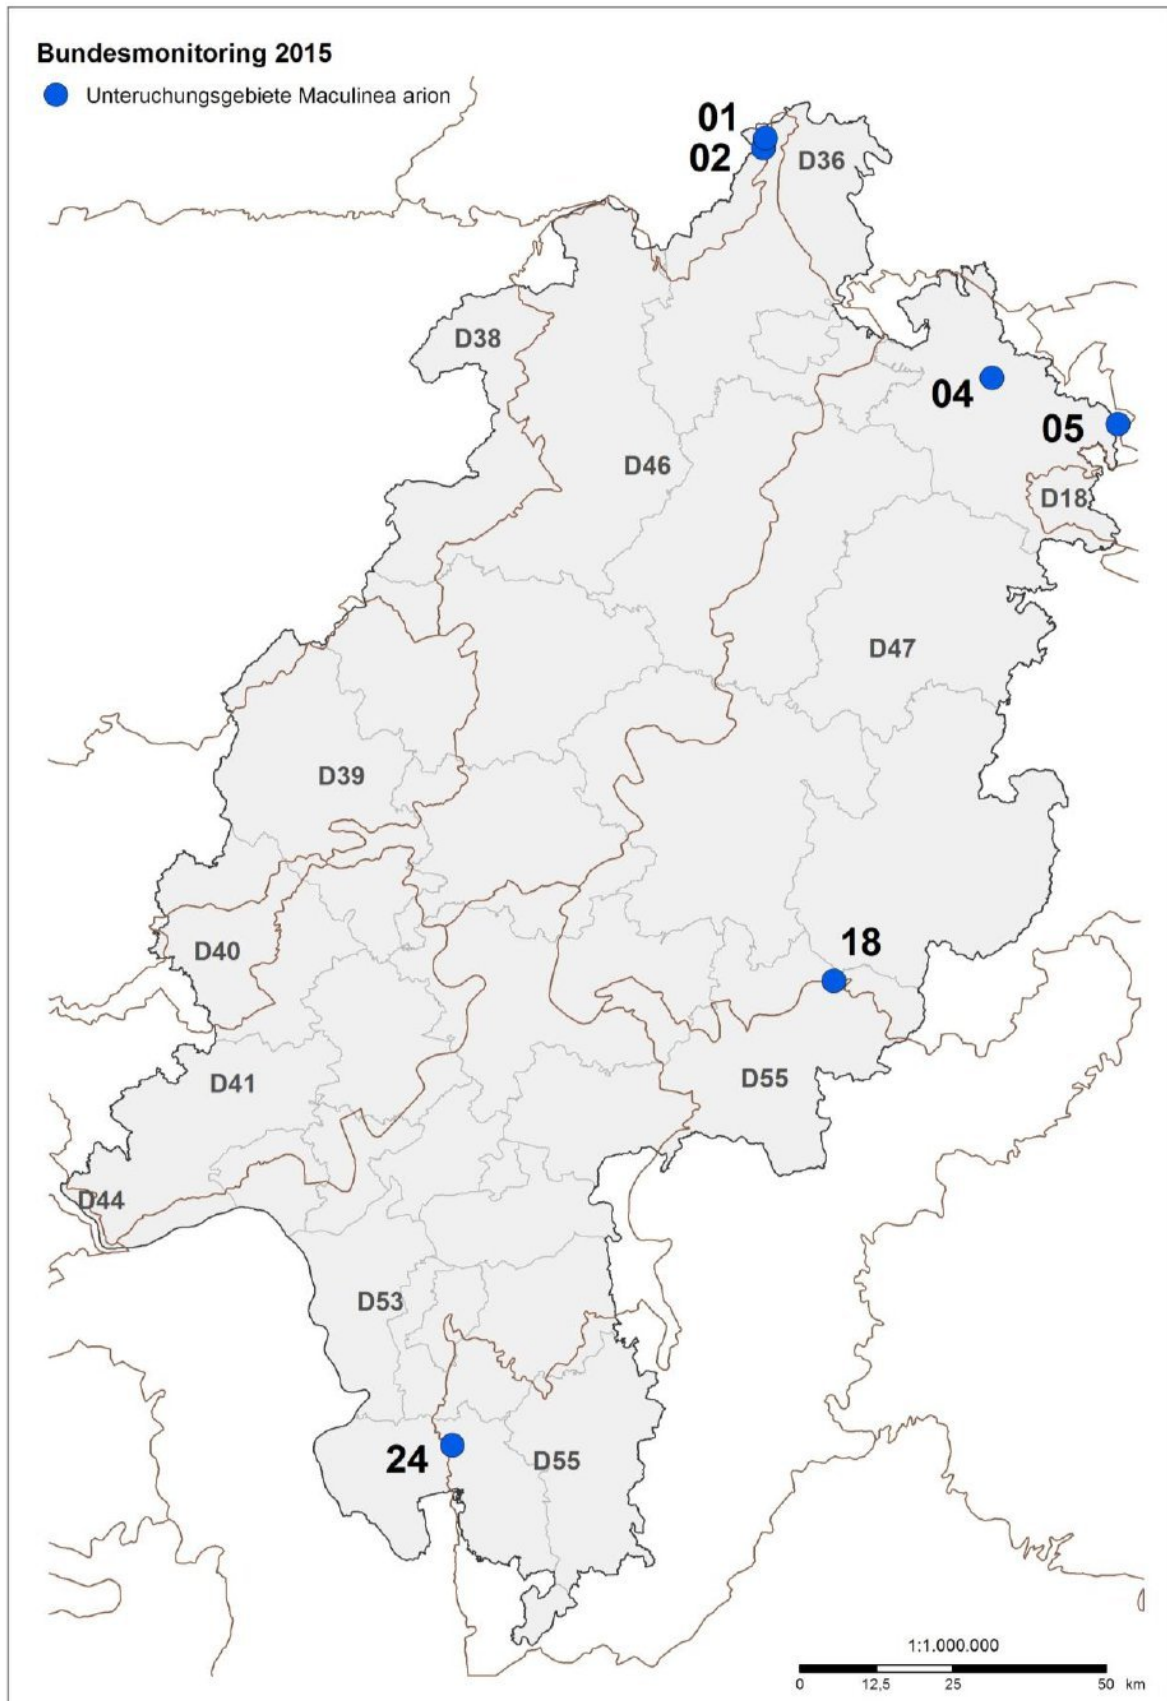 Bundesmonitoring 2015
Unteruchungsgebiete Maculinea arion
01
02
D36
D38
04
05
D46
D18
D47
D39
18
D40
D55
D41
D44
D53
24
D55
1:1.000.000
0 12,5 25 50 km